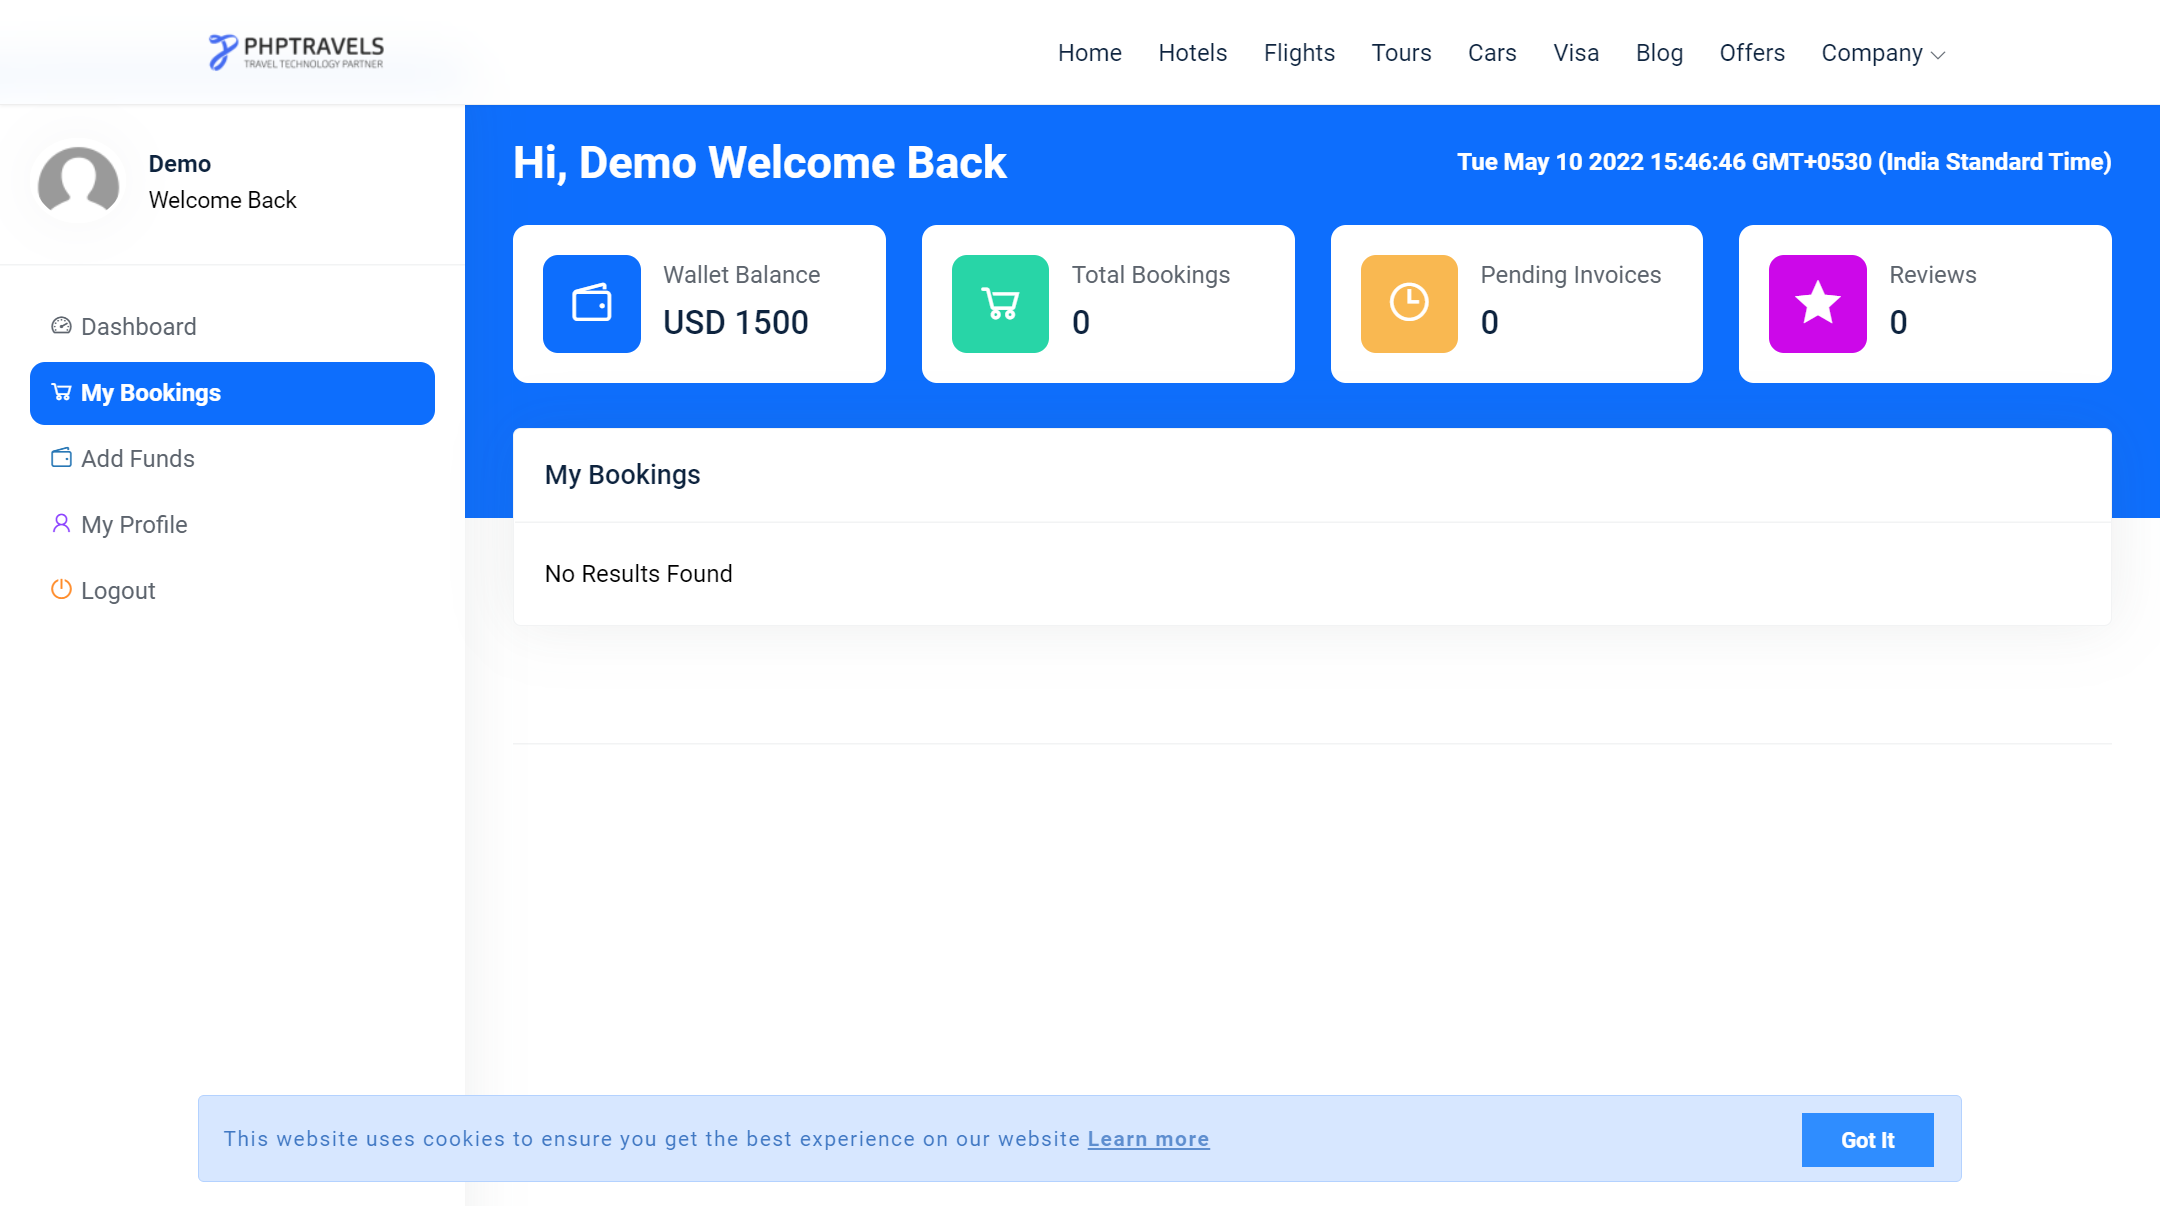 PHPTRAVELS
TRAVEL TECHNOLOGY PARTNER
Home Hotels Flights Tours Cars Visa Blog Offers Company
Demo
Welcome Back
Dashboard
My Bookings
Add Funds
My Profile
Logout
Hi, Demo Welcome Back
Tue May 10 2022 15:46:46 GMT+0530 (India Standard Time)
Wallet Balance
USD 1500
Total Bookings
0
Pending Invoices
0
Reviews
0
My Bookings
No Results Found
This website uses cookies to ensure you get the best experience on our website Learn more
Got It